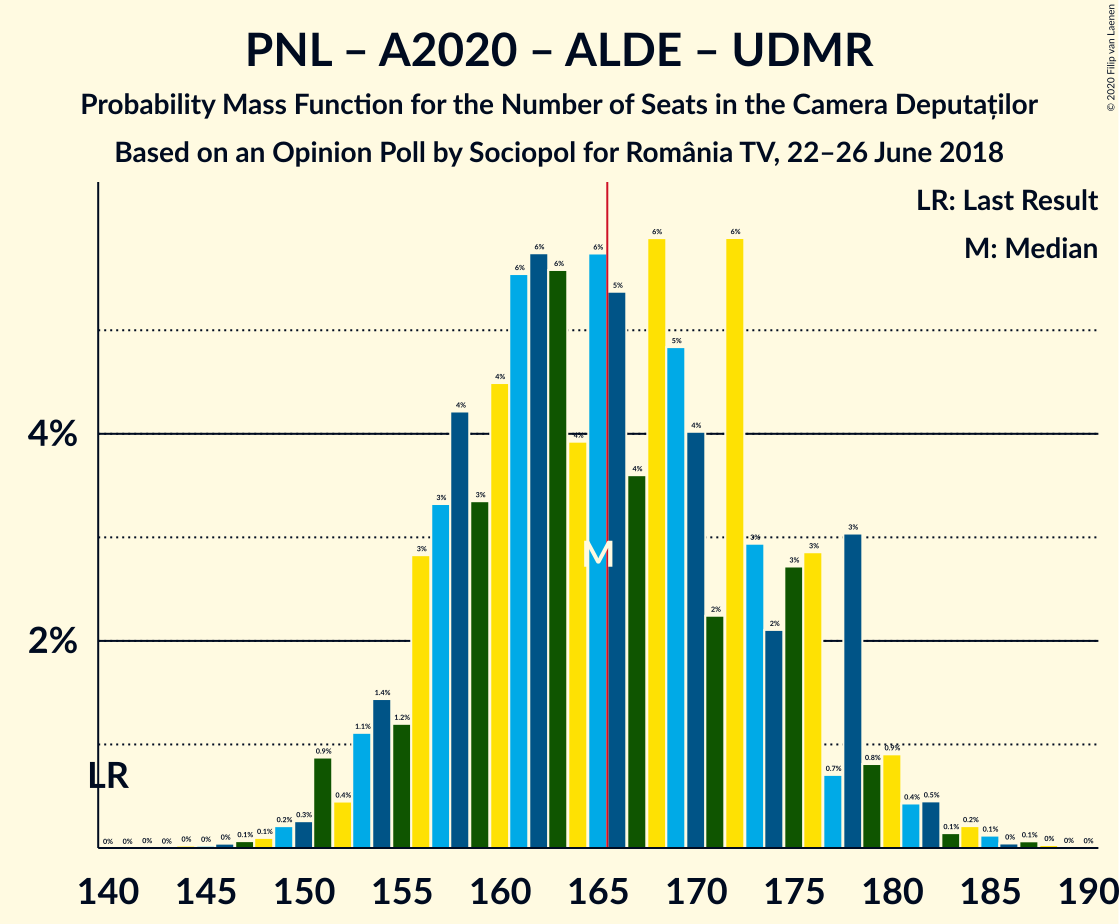 PNL – A2020 – ALDE – UDMR
Probability Mass Function for the Number of Seats in the Camera Deputaților
Based on an Opinion Poll by Sociopol for România TV, 22–26 June 2018
© 2020 Filip van Laenen
LR: Last Result
M: Median
4%
2%
LR
M
0% 0% 0% 0% 0% 0% 0% 0.1% 0.1% 0.2% 0.3% 0.9% 0.4% 1.1% 1.4% 1.2% 3% 3% 4% 3% 4% 6% 6% 6% 4% 6% 5% 4% 6% 5% 4% 2% 6% 3% 2% 3% 3% 0.7% 3% 0.8% 0.9% 0.4% 0.5% 0.1% 0.2% 0.1% 0% 0.1% 0% 0% 0%
140 145 150 155 160 165 170 175 180 185 190